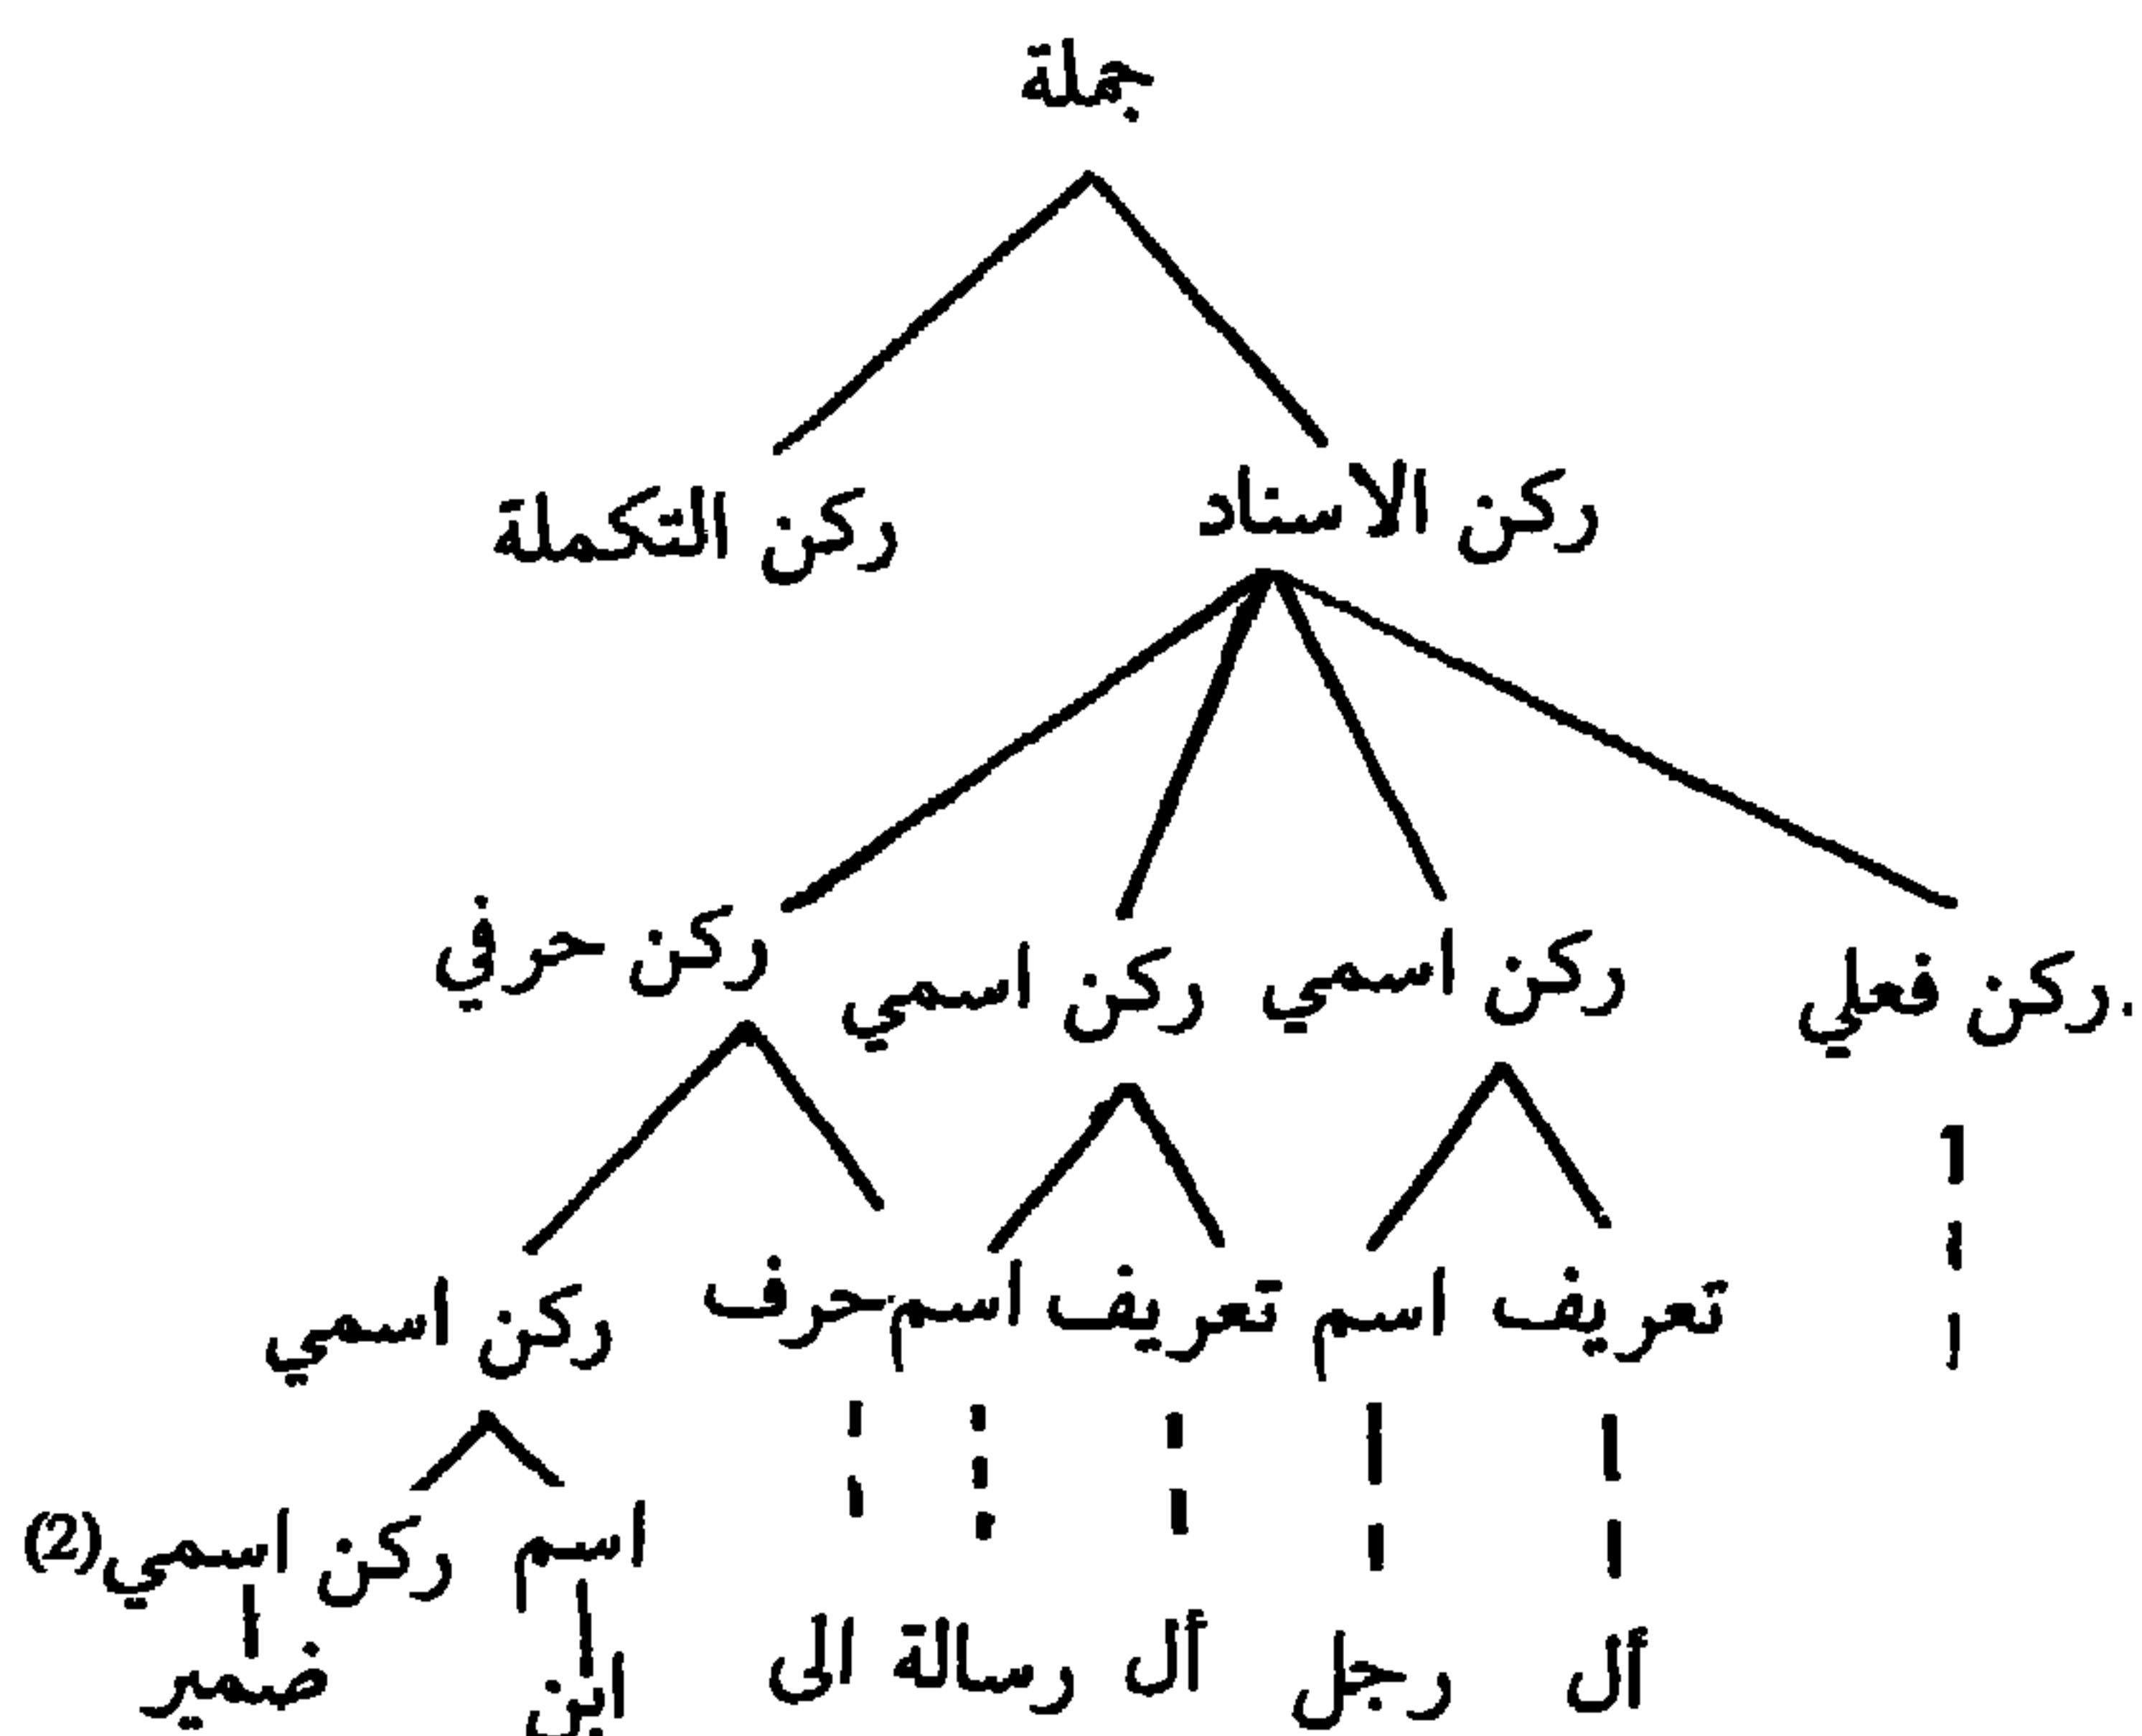 جملة
ركن الاسناد ركن التكملة
ركن فعلي ركن اسمي ركن اسمي ركن حرفي
تعريف اسم تعريف اسم حرف ركن اسمي
اسم ركن اسمي (2)
أل رجل أل رسالة الى ابن ضمير